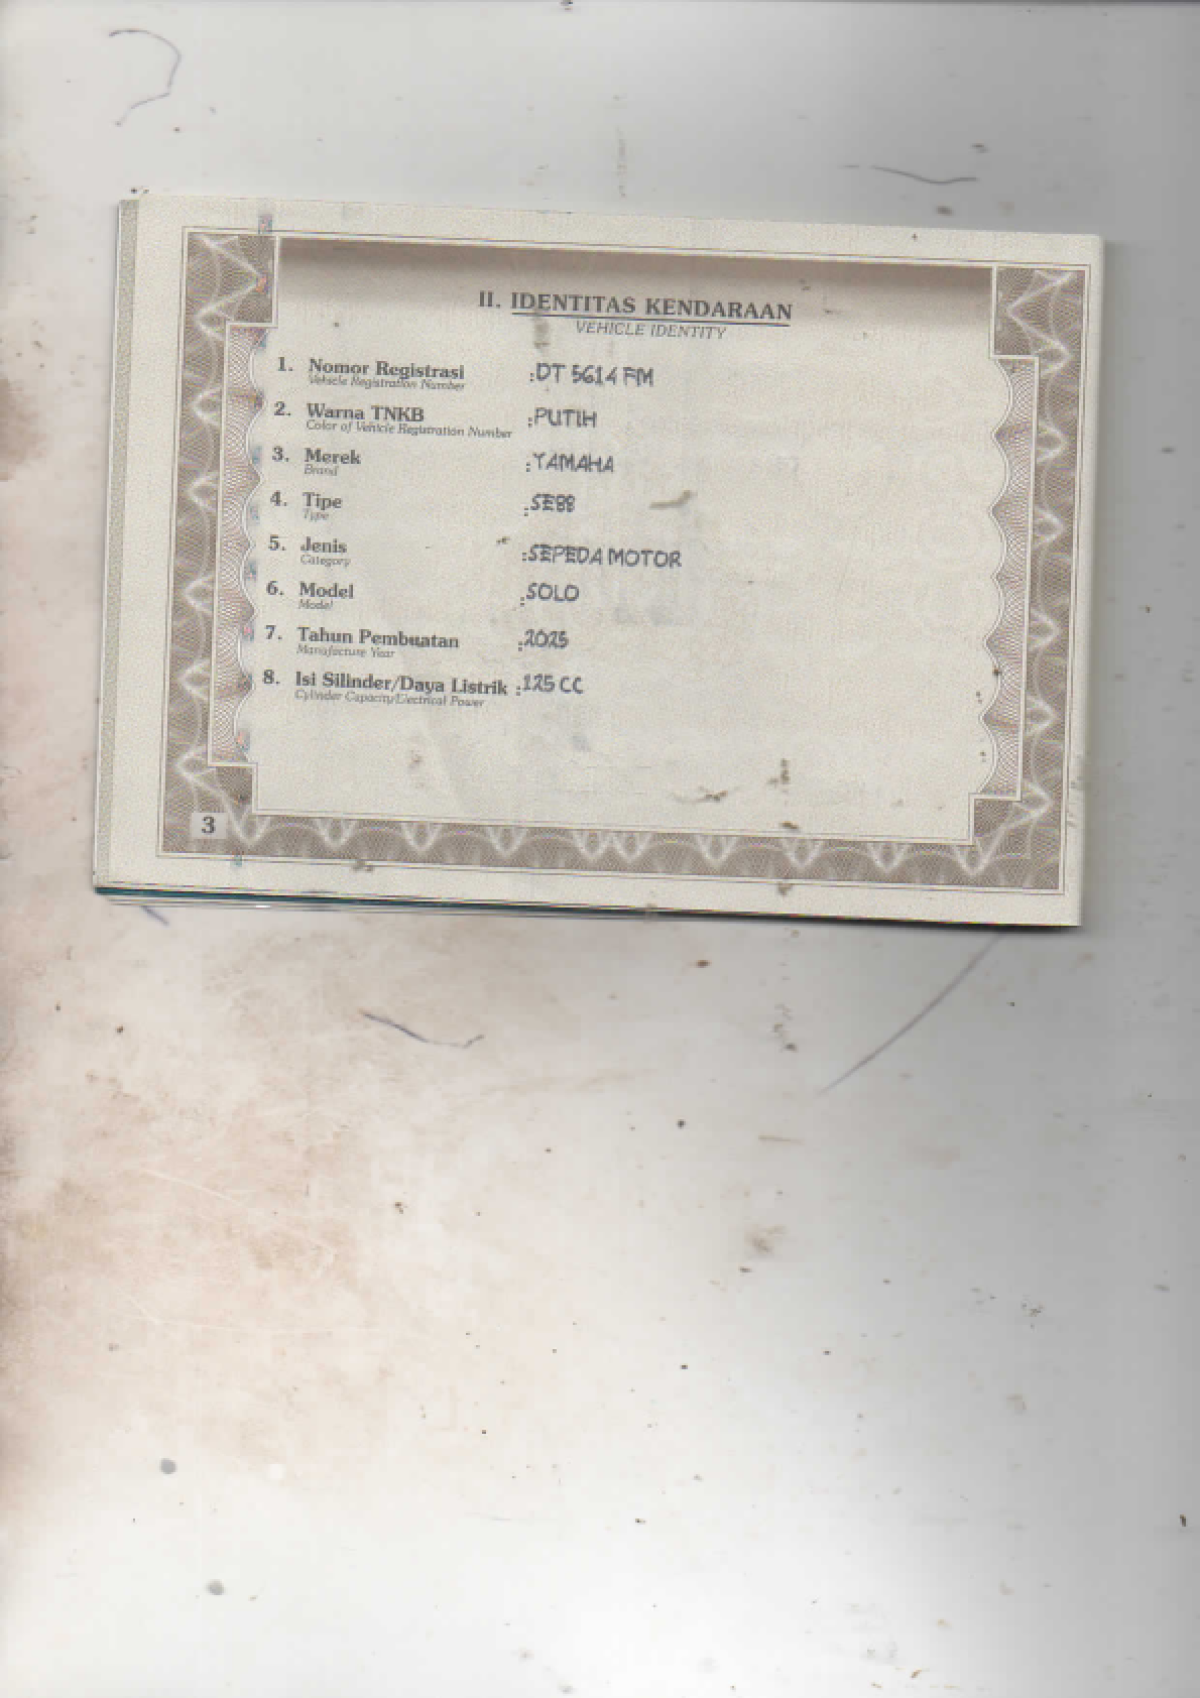 II. IDENTITAS KENDARAAN
VEHICLE IDENTITY
1. Nomor Registrasi :DT 5614 FM
Vehicle Registration Number
2. Warna TNKB :PUTIH
Color of Vehicle Registration Number
3. Merek :YAMAHA
Brand
4. Tipe :SE88
Type
5. Jenis :SEPEDA MOTOR
Category
6. Model :SOLO
Model
7. Tahun Pembuatan :2025
Manufacture Year
8. Isi Silinder/Daya Listrik :125 CC
Cylinder Capacity/Electrical Power
3